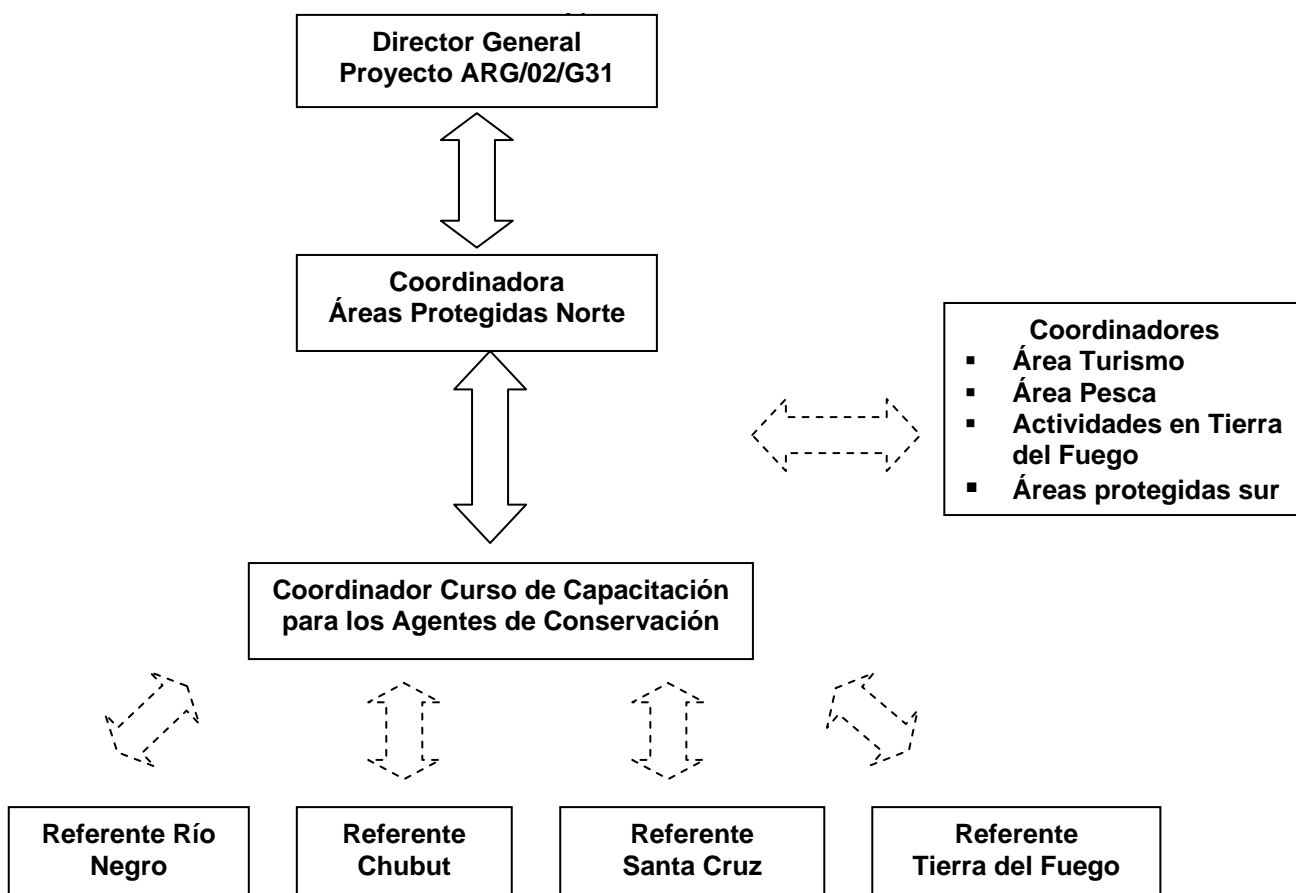 Director General
Proyecto ARG/02/G31
Coordinadora
Áreas Protegidas Norte
Coordinadores
▪ Área Turismo
▪ Área Pesca
▪ Actividades en Tierra
del Fuego
▪ Áreas protegidas sur
Coordinador Curso de Capacitación
para los Agentes de Conservación
Referente Río
Negro
Referente
Chubut
Referente
Santa Cruz
Referente
Tierra del Fuego